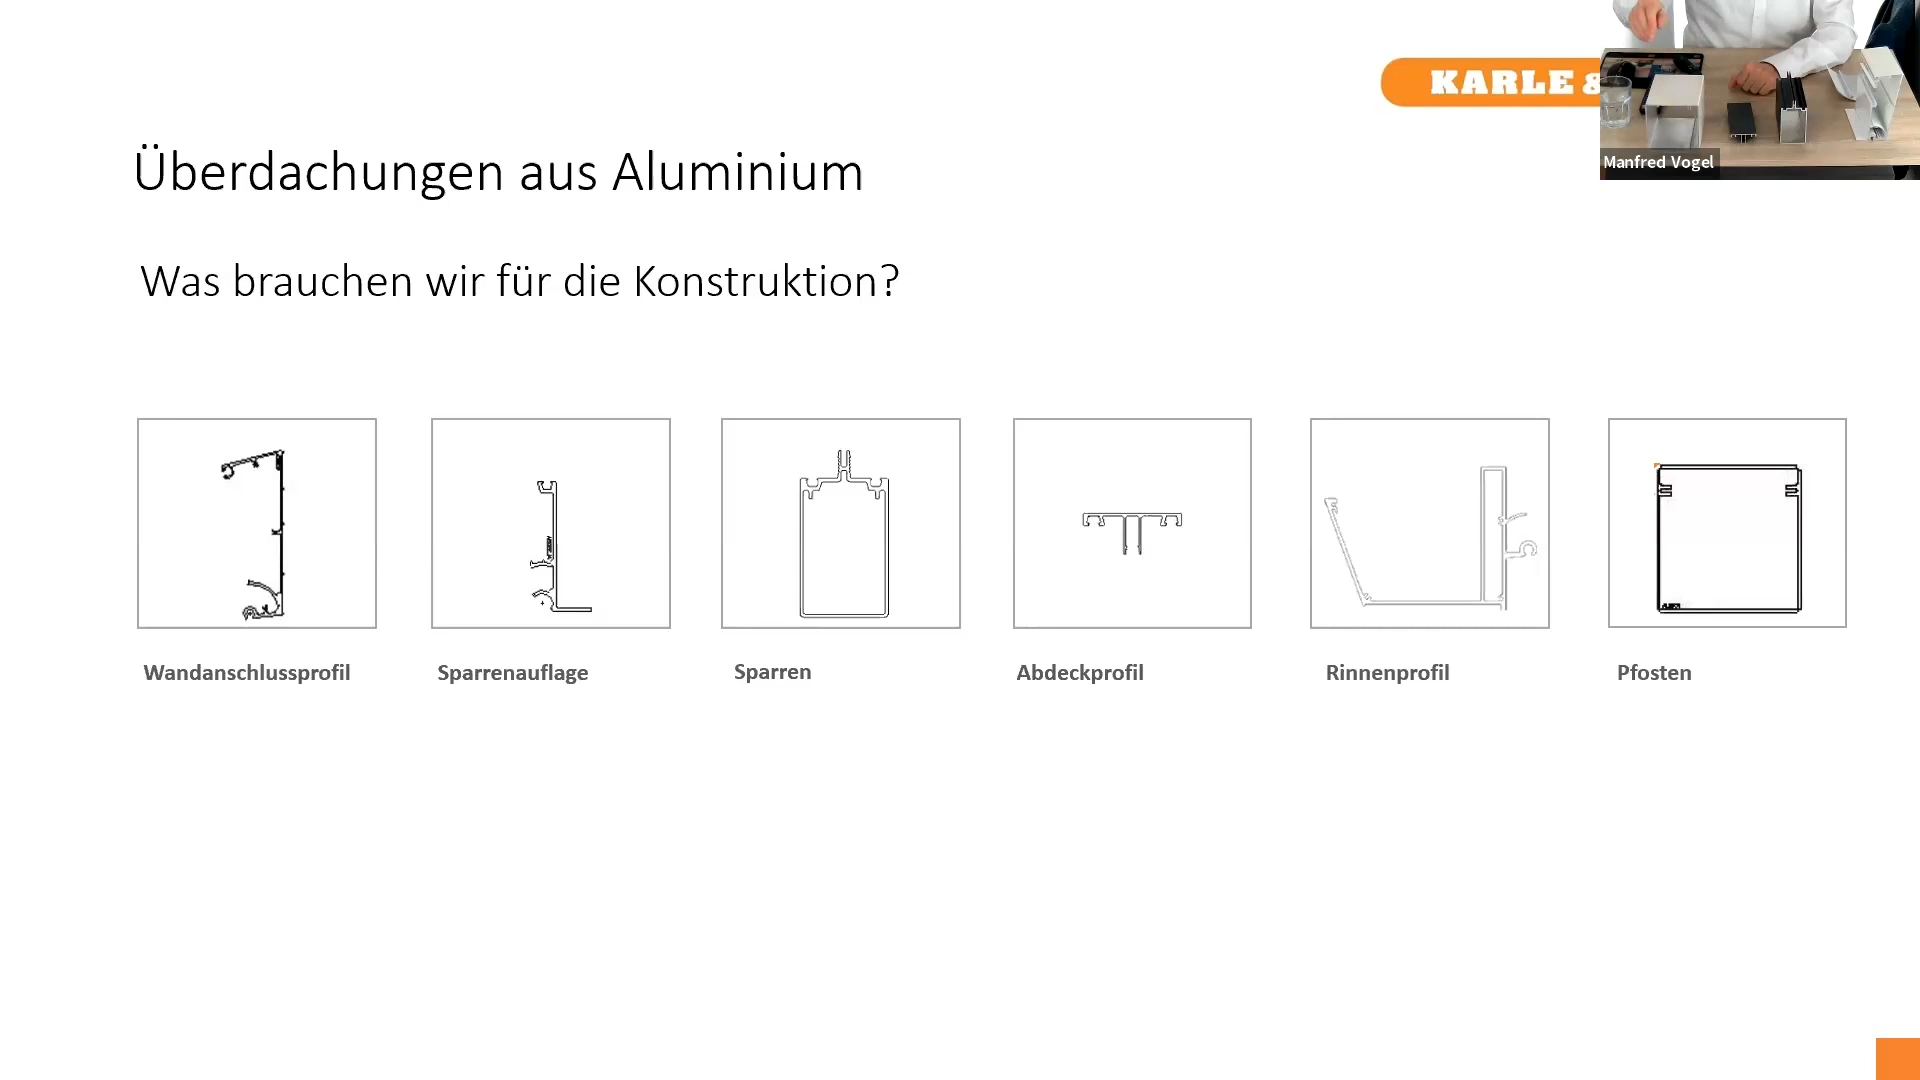 KARLE &
Manfred Vogel
Überdachungen aus Aluminium
Was brauchen wir für die Konstruktion?
Wandanschlussprofil
Sparrenauflage
Sparren
Abdeckprofil
Rinnenprofil
Pfosten